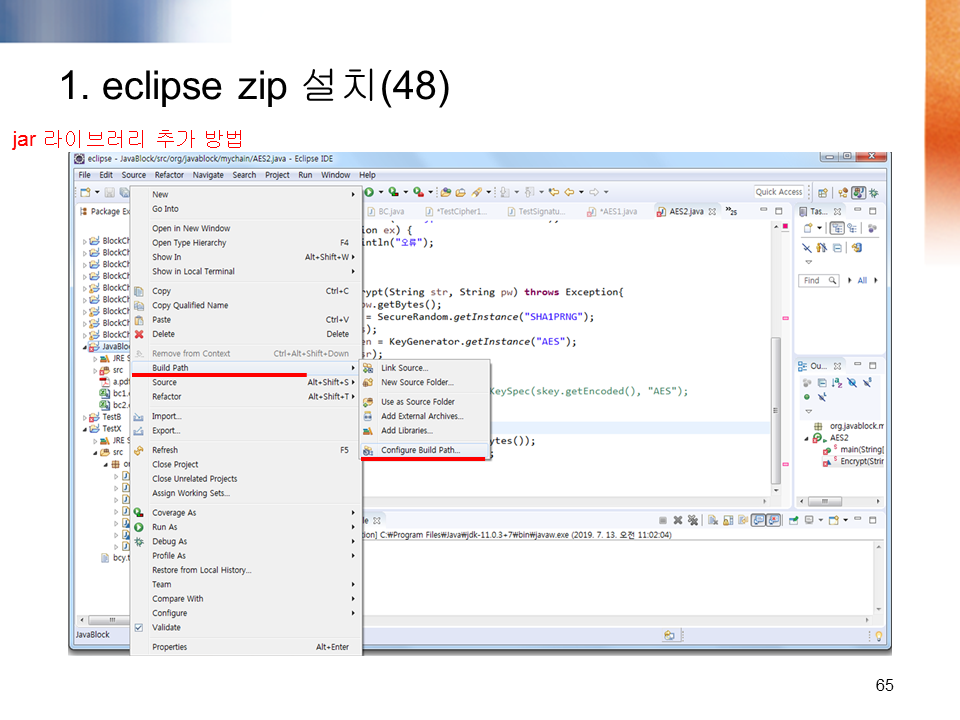 1. eclipse zip 설치(48)
jar 라이브러리 추가 방법
eclipse - JavaBlock/src/org/javablock/mychain/AES2.java - Eclipse IDE
File Edit Source Refactor Navigate Search Project Run Window Help
Quick Access
Package Ex
BC.java *TestCipher1... TestSignatu... *AES1.java AES2.java 25
Tas...
Find All
BlockCh
BlockCh
BlockCh
BlockCh
BlockCh
BlockCh
BlockCh
BlockCh
BlockCh
JavaBloc
JRE S
src
a.pdf
bc1.
bc2.
TestB
TestX
JRE S
src
or
bcy.t
New
Go Into
Open in New Window
Open Type Hierarchy F4
Show In Alt+Shift+W
Show in Local Terminal
Copy Ctrl+C
Copy Qualified Name
Paste Ctrl+V
Delete Delete
Remove from Context Ctrl+Alt+Shift+Down
Build Path
Source Alt+Shift+S
Refactor Alt+Shift+T
Import...
Export...
Refresh F5
Close Project
Close Unrelated Projects
Assign Working Sets...
Coverage As
Run As
Debug As
Profile As
Restore from Local History...
Team
Compare With
Configure
Validate
Properties Alt+Enter
Link Source...
New Source Folder...
Use as Source Folder
Add External Archives...
Add Libraries...
Configure Build Path...
ion ex) {
intln("오류");
rypt(String str, String pw) throws Exception{
w.getBytes();
= SecureRandom.getInstance("SHA1PRNG");
);
en = KeyGenerator.getInstance("AES");
sr);
KeySpec(skey.getEncoded(), "AES");
ytes());
;
Ou...
org.javablock.m
AES2
main(String[
Encrypt(Strin
le
tion] C:₩Program Files₩Java₩jdk-11.0.3+7₩bin₩javaw.exe (2019. 7. 13. 오전 11:02:04)
JavaBlock
65